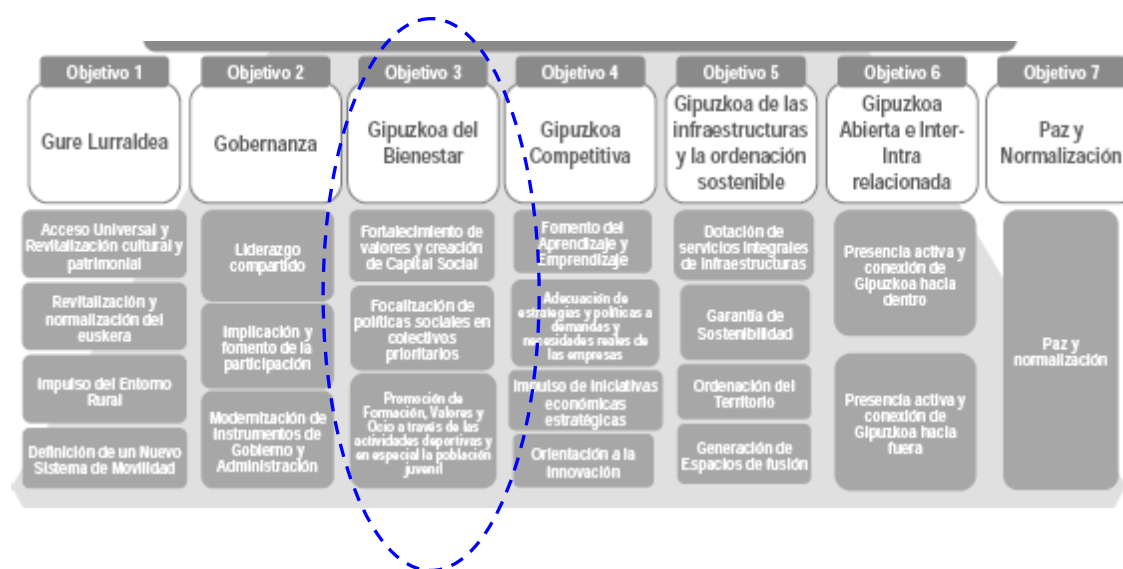 Objetivo 1
Gure Lurraldea
Acceso Universal y
Revitalización cultural y
patrimonial
Revitalización y
normalización del
euskera
Impulso del Entorno
Rural
Definición de un Nuevo
Sistema de Movilidad
Objetivo 2
Gobernanza
Liderazgo
compartido
Implicación y
fomento de la
participación
Modernización de
Instrumentos de
Gobierno y
Administración
Objetivo 3
Gipuzkoa del
Bienestar
Fortalecimiento de
valores y creación
de Capital Social
Focalización de
políticas sociales en
colectivos
prioritarios
Promoción de
Formación, Valores y
Ocio a través de las
actividades deportivas y
en especial la población
juvenil
Objetivo 4
Gipuzkoa
Competitiva
Fomento del
Aprendizaje y
Emprendizaje
Adecuación de
estrategias y políticas a
demandas y
necesidades reales de
las empresas
Impulso de Iniciativas
económicas
estratégicas
Orientación a la
Innovación
Objetivo 5
Gipuzkoa de las
infraestructuras
y la ordenación
sostenible
Dotación de
servicios Integrales
de Infraestructuras
Garantía de
Sostenibilidad
Ordenación del
Territorio
Generación de
Espacios de fusión
Objetivo 6
Gipuzkoa
Abierta e Inter-
Intra
relacionada
Presencia activa y
conexión de
Gipuzkoa hacia
dentro
Presencia activa y
conexión de
Gipuzkoa hacia
fuera
Objetivo 7
Paz y
Normalización
Paz y
normalización